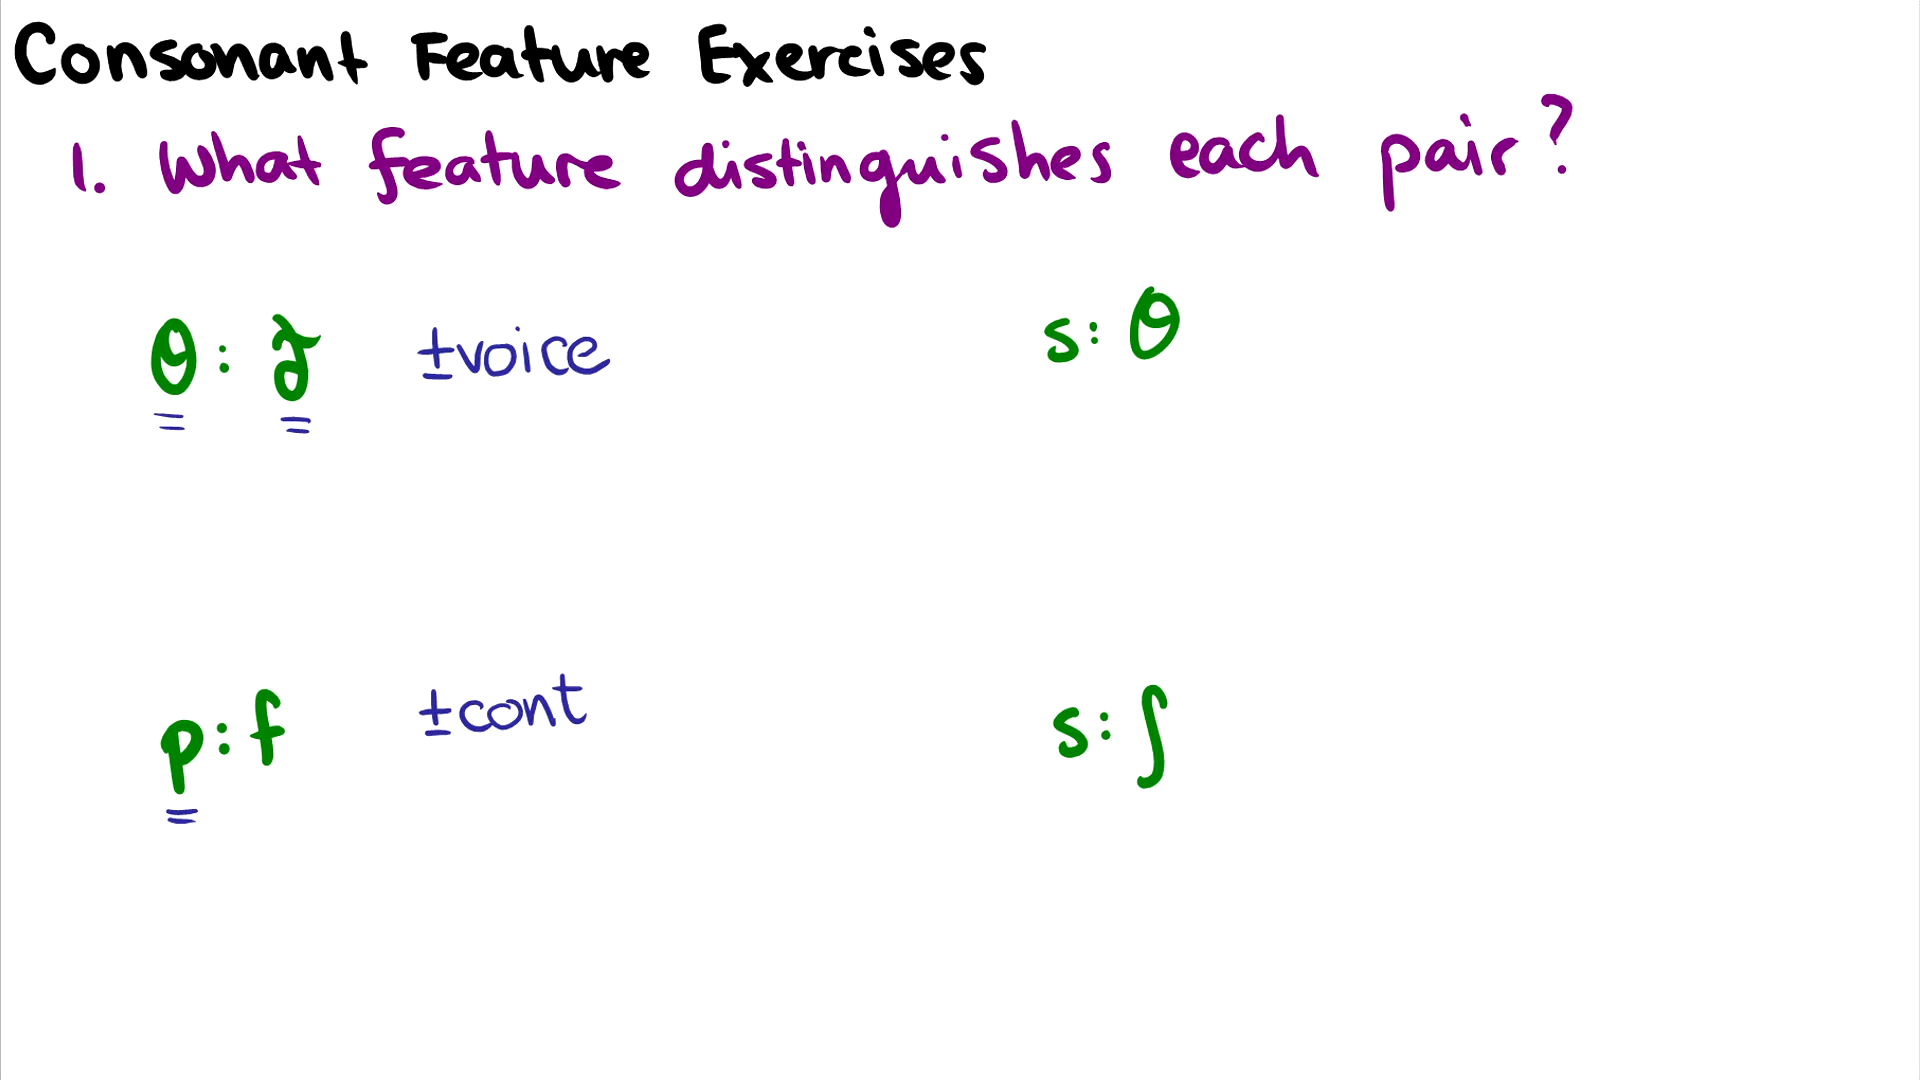 Consonant Feature Exercises
1. What feature distinguishes each pair?
θ : ð ±voice
s : θ
p : f ±cont
s : ʃ